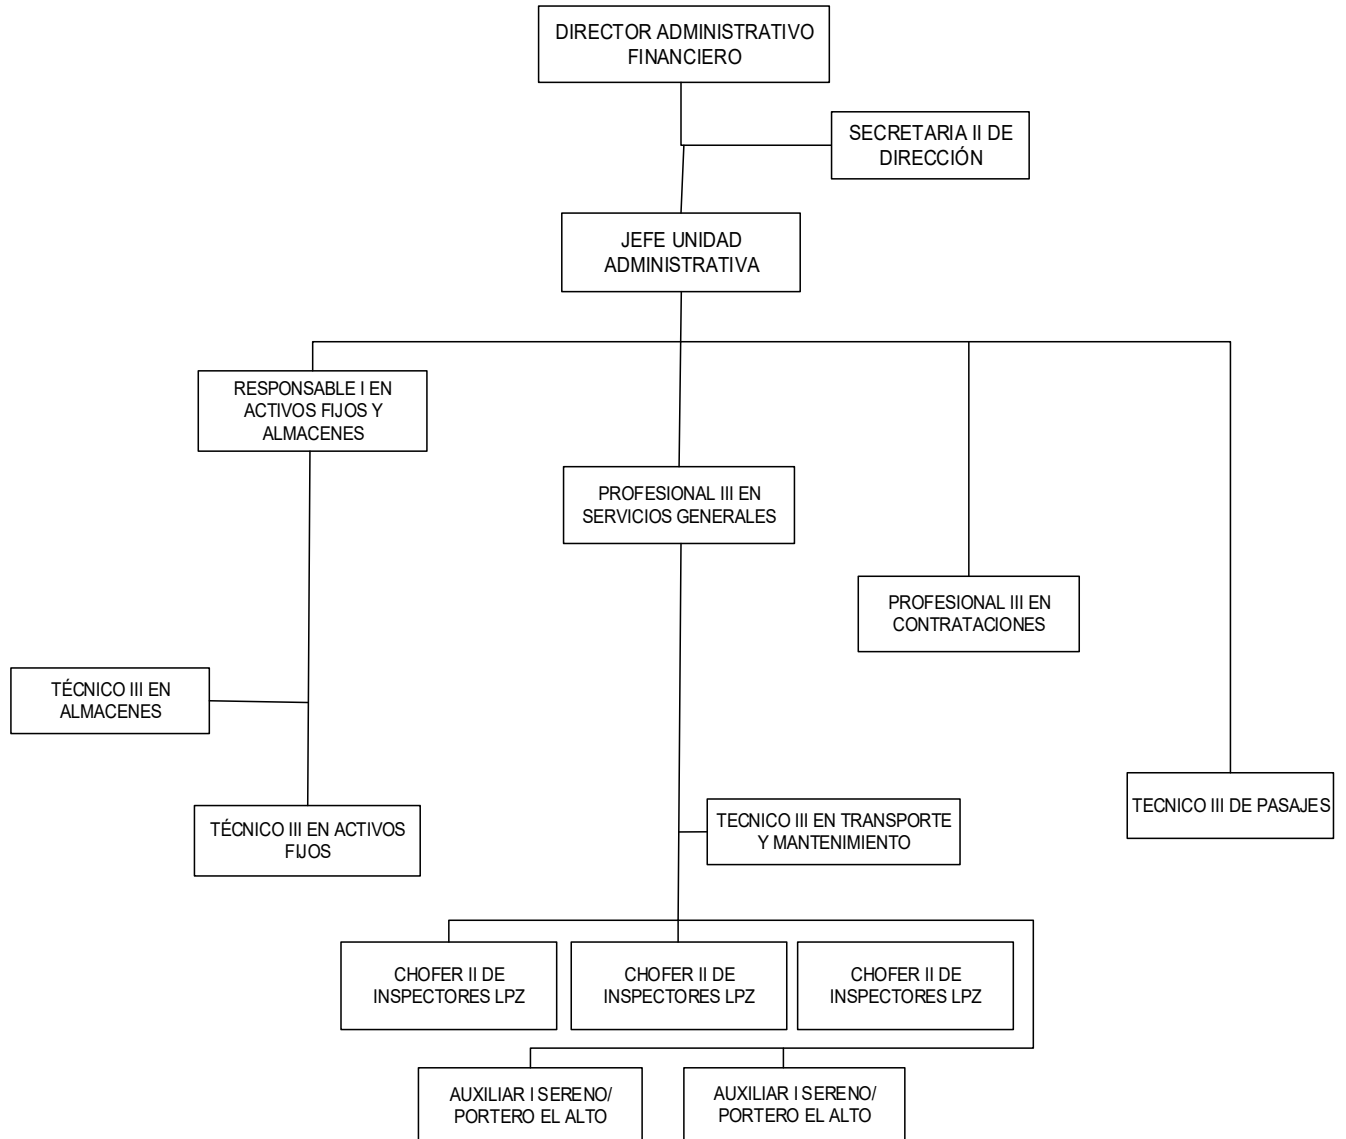 DIRECTOR ADMINISTRATIVO
FINANCIERO
SECRETARIA II DE
DIRECCIÓN
JEFE UNIDAD
ADMINISTRATIVA
RESPONSABLE I EN
ACTIVOS FIJOS Y
ALMACENES
PROFESIONAL III EN
SERVICIOS GENERALES
PROFESIONAL III EN
CONTRATACIONES
TÉCNICO III EN
ALMACENES
TECNICO III DE PASAJES
TÉCNICO III EN ACTIVOS
FIJOS
TECNICO III EN TRANSPORTE
Y MANTENIMIENTO
CHOFER II DE
INSPECTORES LPZ
CHOFER II DE
INSPECTORES LPZ
CHOFER II DE
INSPECTORES LPZ
AUXILIAR I SERENO/
PORTERO EL ALTO
AUXILIAR I SERENO/
PORTERO EL ALTO